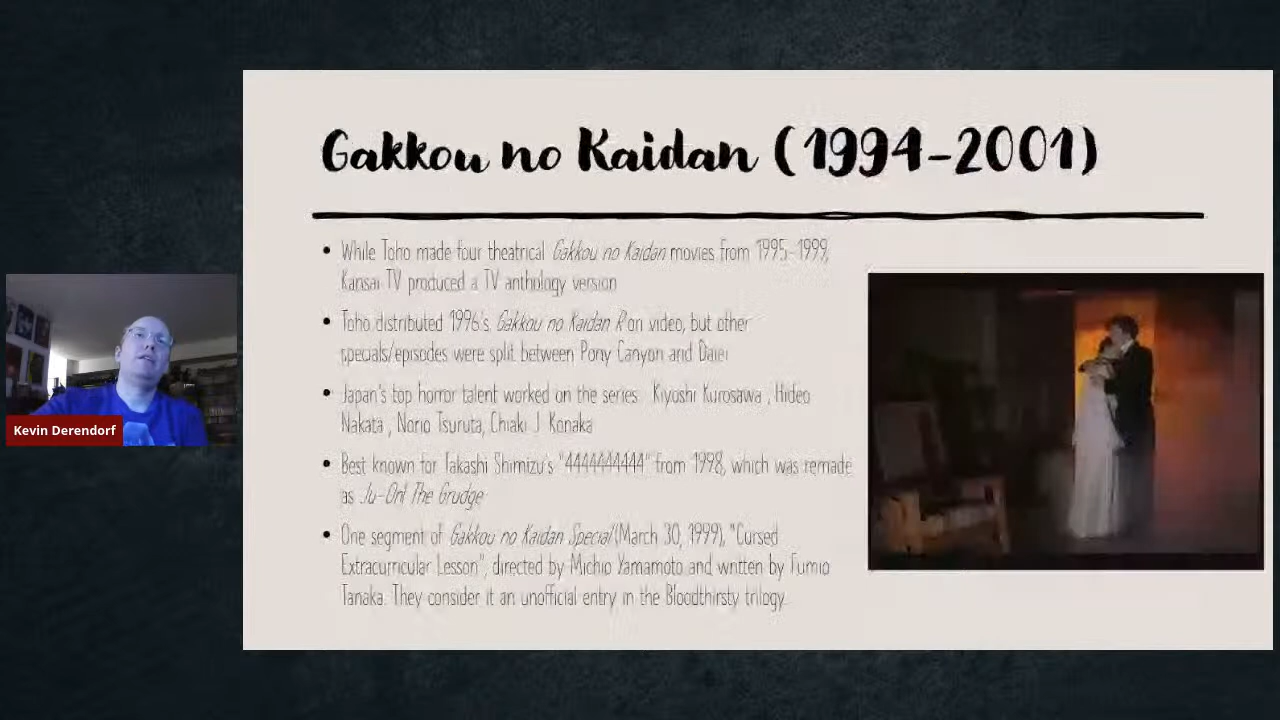 Gakkou no Kaidan (1994-2001)
• While Toho made four theatrical Gakkou no Kaidan movies from 1995-1999,
Kansai TV produced a TV anthology version
• Toho distributed 1996's Gakkou no Kaidan R on video, but other
specials/episodes were split between Pony Canyon and Daiei
• Japan's top horror talent worked on the series: Kiyoshi Kurosawa , Hideo
Nakata , Norio Tsuruta, Chiaki J. Konaka
• Best known for Takashi Shimizu's "4444444444" from 1998, which was remade
as Ju-On: The Grudge
• One segment of Gakkou no Kaidan Special (March 30, 1999), "Cursed
Extracurricular Lesson", directed by Michio Yamamoto and written by Fumio
Tanaka. They consider it an unofficial entry in the Bloodthirsty trilogy.
Kevin Derendorf